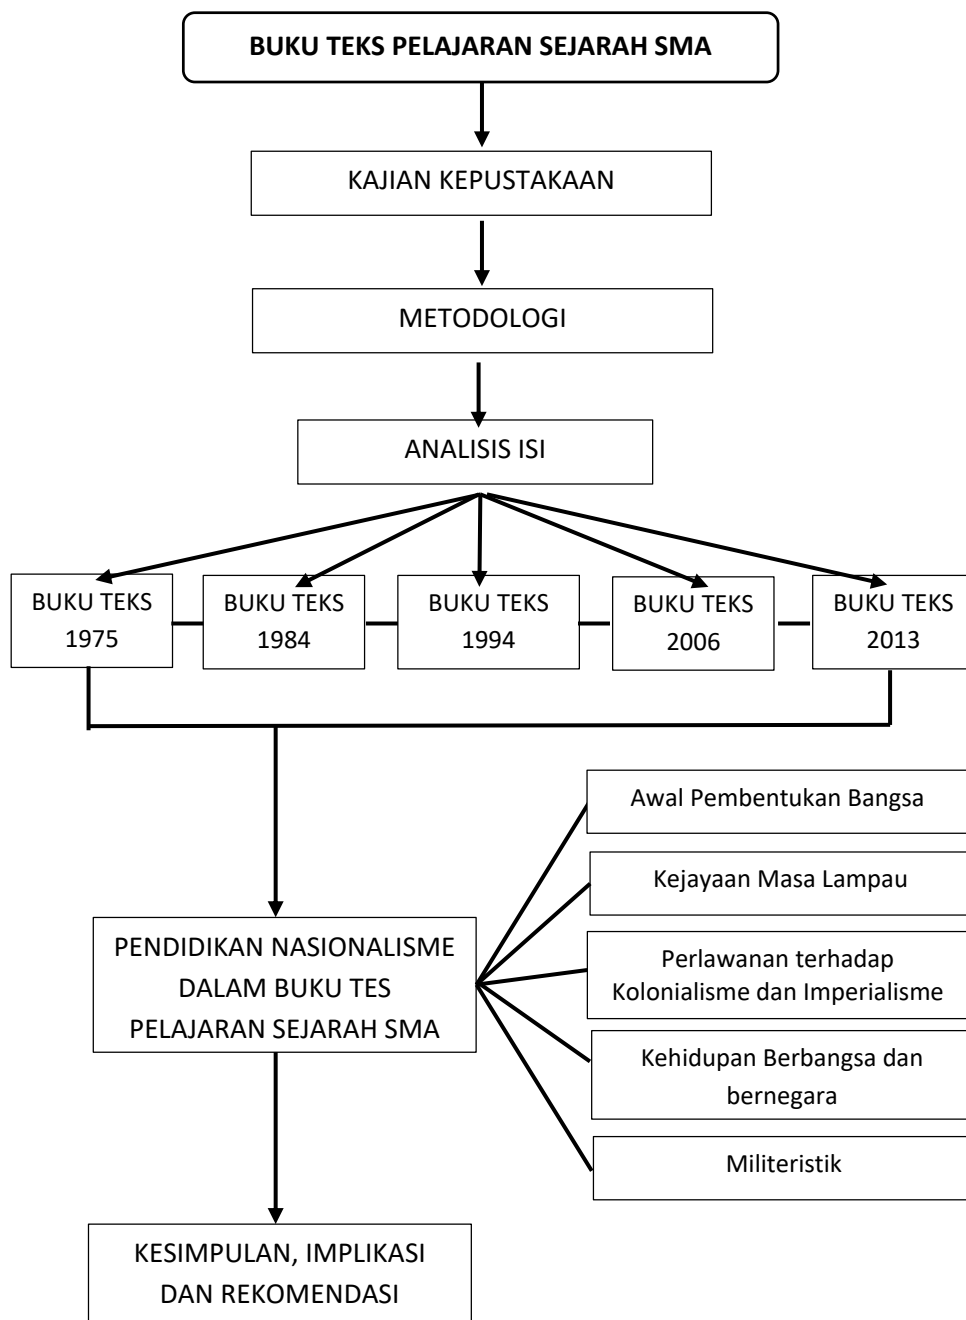 BUKU TEKS PELAJARAN SEJARAH SMA
KAJIAN KEPUSTAKAAN
METODOLOGI
ANALISIS ISI
BUKU TEKS
1975
BUKU TEKS
1984
BUKU TEKS
1994
BUKU TEKS
2006
BUKU TEKS
2013
Awal Pembentukan Bangsa
Kejayaan Masa Lampau
PENDIDIKAN NASIONALISME
DALAM BUKU TES
PELAJARAN SEJARAH SMA
Perlawanan terhadap
Kolonialisme dan Imperialisme
Kehidupan Berbangsa dan
bernegara
Militeristik
KESIMPULAN, IMPLIKASI
DAN REKOMENDASI